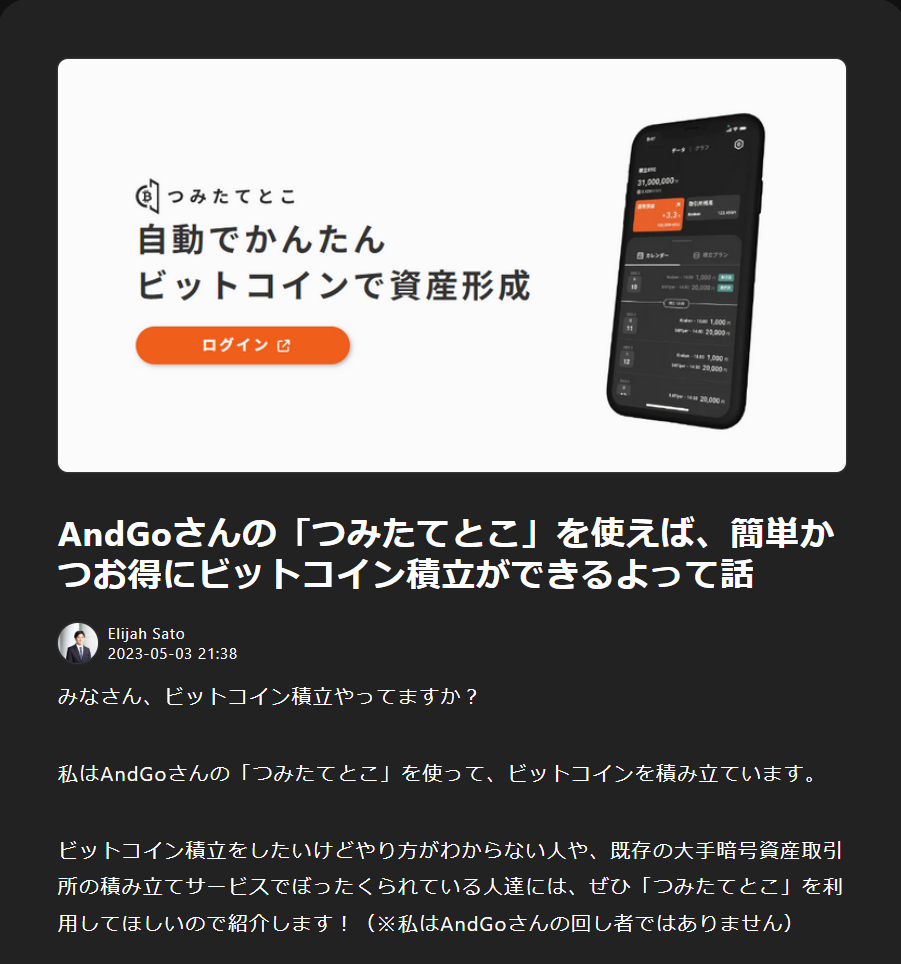 つみたてとこ
自動でかんたん
ビットコインで資産形成
ログイン
データ | グラフ
31,000,000
+3.3
カレンダー
積立プラン
1,000
10
20,000
11
1,000
20,000
12
1,000
20,000
20,000
AndGoさんの「つみたてとこ」を使えば、簡単か
つお得にビットコイン積立ができるよって話
Elijah Sato
2023-05-03 21:38
みなさん、ビットコイン積立やってますか？
私はAndGoさんの「つみたてとこ」を使って、ビットコインを積み立ています。
ビットコイン積立をしたいけどやり方がわからない人や、既存の大手暗号資産取引
所の積み立てサービスでぼったくられている人達には、ぜひ「つみたてとこ」を利
用してほしいので紹介します！（※私はAndGoさんの回し者ではありません）